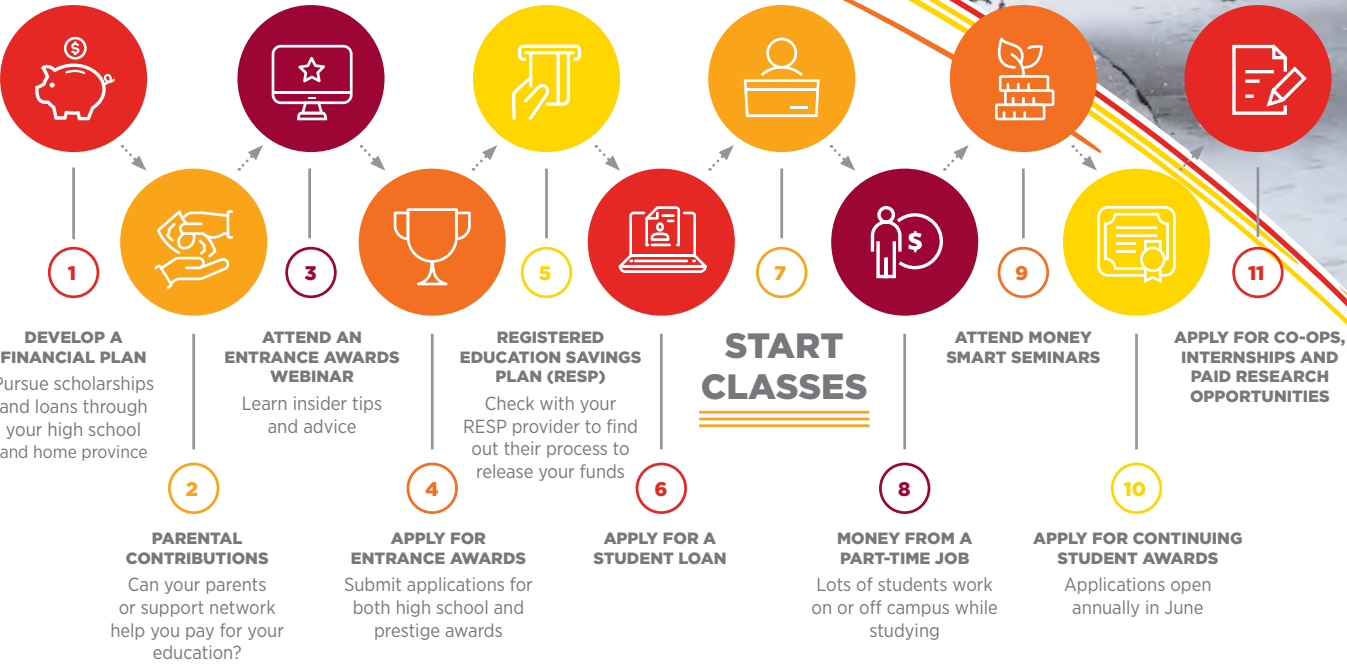 1
DEVELOP A
FINANCIAL PLAN
Pursue scholarships
and loans through
your high school
and home province
2
PARENTAL
CONTRIBUTIONS
Can your parents
or support network
help you pay for your
education?
3
ATTEND AN
ENTRANCE AWARDS
WEBINAR
Learn insider tips
and advice
4
APPLY FOR
ENTRANCE AWARDS
Submit applications for
both high school and
prestige awards
5
REGISTERED
EDUCATION SAVINGS
PLAN (RESP)
Check with your
RESP provider to find
out their process to
release your funds
6
APPLY FOR A
STUDENT LOAN
7
START
CLASSES
8
MONEY FROM A
PART-TIME JOB
Lots of students work
on or off campus while
studying
9
ATTEND MONEY
SMART SEMINARS
10
APPLY FOR CONTINUING
STUDENT AWARDS
Applications open
annually in June
11
APPLY FOR CO-OPS,
INTERNSHIPS AND
PAID RESEARCH
OPPORTUNITIES
$
$